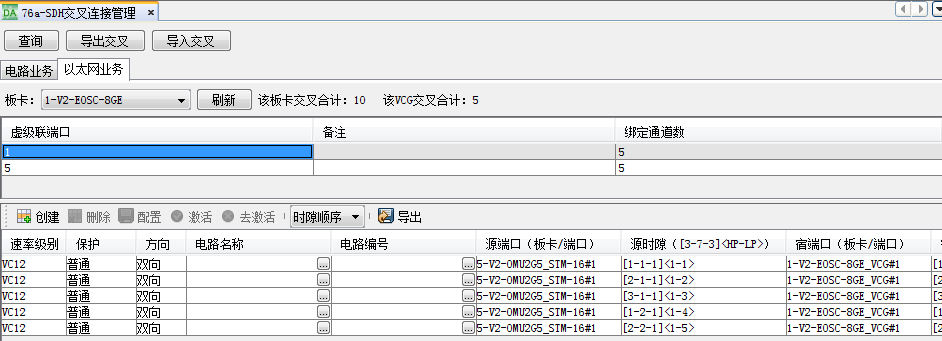 DA 76a-SDH交叉连接管理 ×
查询 导出交叉 导入交叉
电路业务 以太网业务
板卡: 1-V2-EOSC-8GE 刷新 该板卡交叉合计: 10 该VCG交叉合计: 5
虚级联端口 备注 绑定通道数
1 5
5 5
创建 删除 配置 激活 去激活 时隙顺序 导出
速率级别 保护 方向 电路名称 电路编号 源端口(板卡/端口) 源时隙([3-7-3]<HP-LP>) 宿端口(板卡/端口)
VC12 普通 双向 ... ... 5-V2-OMU2G5_STM-16#1 [1-1-1]<1-1> 1-V2-EOSC-8GE_VCG#1 [1
VC12 普通 双向 ... ... 5-V2-OMU2G5_STM-16#1 [2-1-1]<1-2> 1-V2-EOSC-8GE_VCG#1 [2
VC12 普通 双向 ... ... 5-V2-OMU2G5_STM-16#1 [3-1-1]<1-3> 1-V2-EOSC-8GE_VCG#1 [3
VC12 普通 双向 ... ... 5-V2-OMU2G5_STM-16#1 [1-2-1]<1-4> 1-V2-EOSC-8GE_VCG#1 [1
VC12 普通 双向 ... ... 5-V2-OMU2G5_STM-16#1 [2-2-1]<1-5> 1-V2-EOSC-8GE_VCG#1 [2